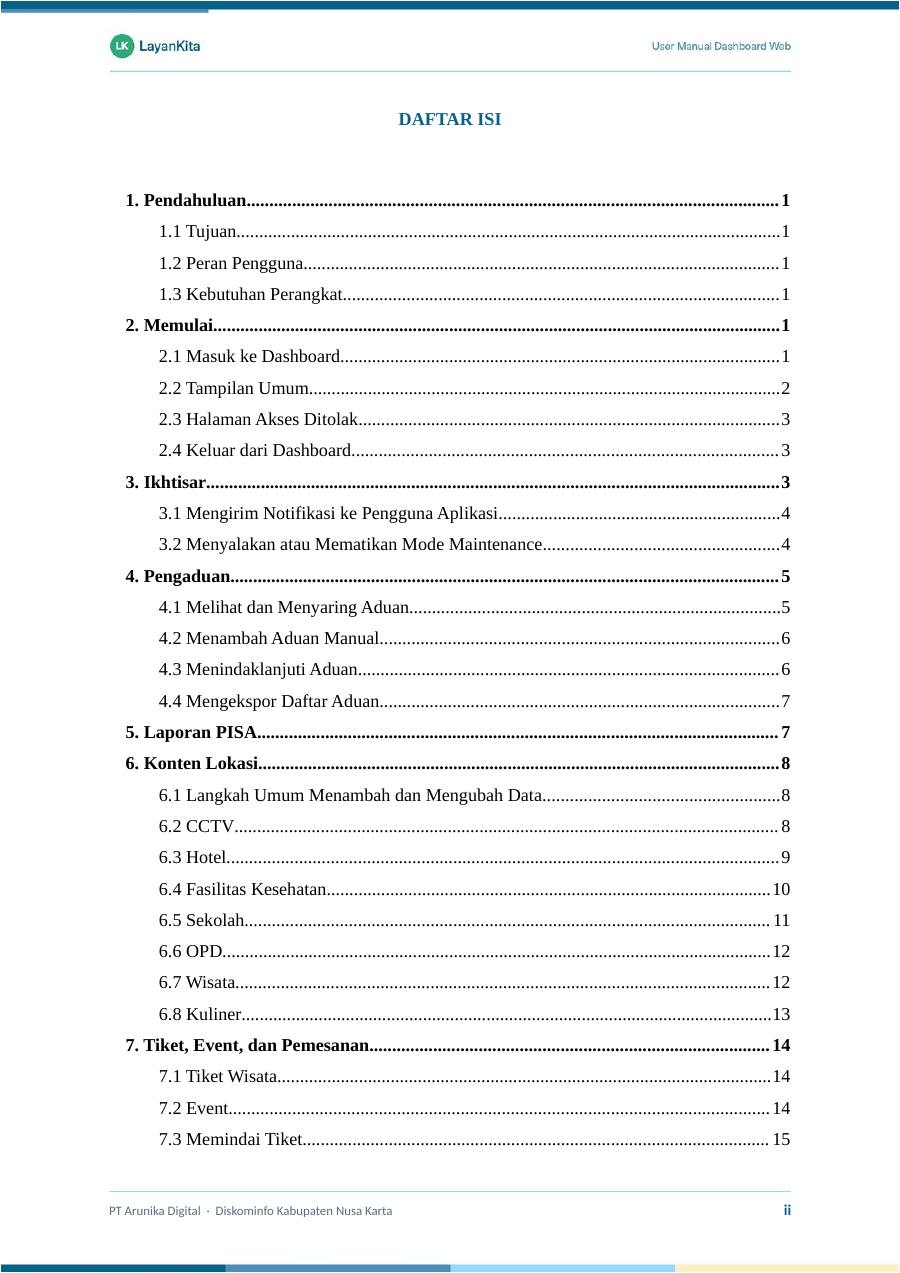 LK LayanKita
User Manual Dashboard Web
DAFTAR ISI
1. Pendahuluan........................................................................................................................1
1.1 Tujuan..........................................................................................................................1
1.2 Peran Pengguna...........................................................................................................1
1.3 Kebutuhan Perangkat..................................................................................................1
2. Memulai...............................................................................................................................1
2.1 Masuk ke Dashboard...................................................................................................1
2.2 Tampilan Umum..........................................................................................................2
2.3 Halaman Akses Ditolak...............................................................................................3
2.4 Keluar dari Dashboard................................................................................................3
3. Ikhtisar.................................................................................................................................3
3.1 Mengirim Notifikasi ke Pengguna Aplikasi................................................................4
3.2 Menyalakan atau Mematikan Mode Maintenance......................................................4
4. Pengaduan............................................................................................................................5
4.1 Melihat dan Menyaring Aduan....................................................................................5
4.2 Menambah Aduan Manual..........................................................................................6
4.3 Menindaklanjuti Aduan...............................................................................................6
4.4 Mengekspor Daftar Aduan..........................................................................................7
5. Laporan PISA......................................................................................................................7
6. Konten Lokasi.....................................................................................................................8
6.1 Langkah Umum Menambah dan Mengubah Data......................................................8
6.2 CCTV...........................................................................................................................8
6.3 Hotel............................................................................................................................9
6.4 Fasilitas Kesehatan....................................................................................................10
6.5 Sekolah......................................................................................................................11
6.6 OPD...........................................................................................................................12
6.7 Wisata........................................................................................................................12
6.8 Kuliner.......................................................................................................................13
7. Tiket, Event, dan Pemesanan...........................................................................................14
7.1 Tiket Wisata...............................................................................................................14
7.2 Event..........................................................................................................................14
7.3 Memindai Tiket.........................................................................................................15
PT Arunika Digital · Diskominfo Kabupaten Nusa Karta
ii